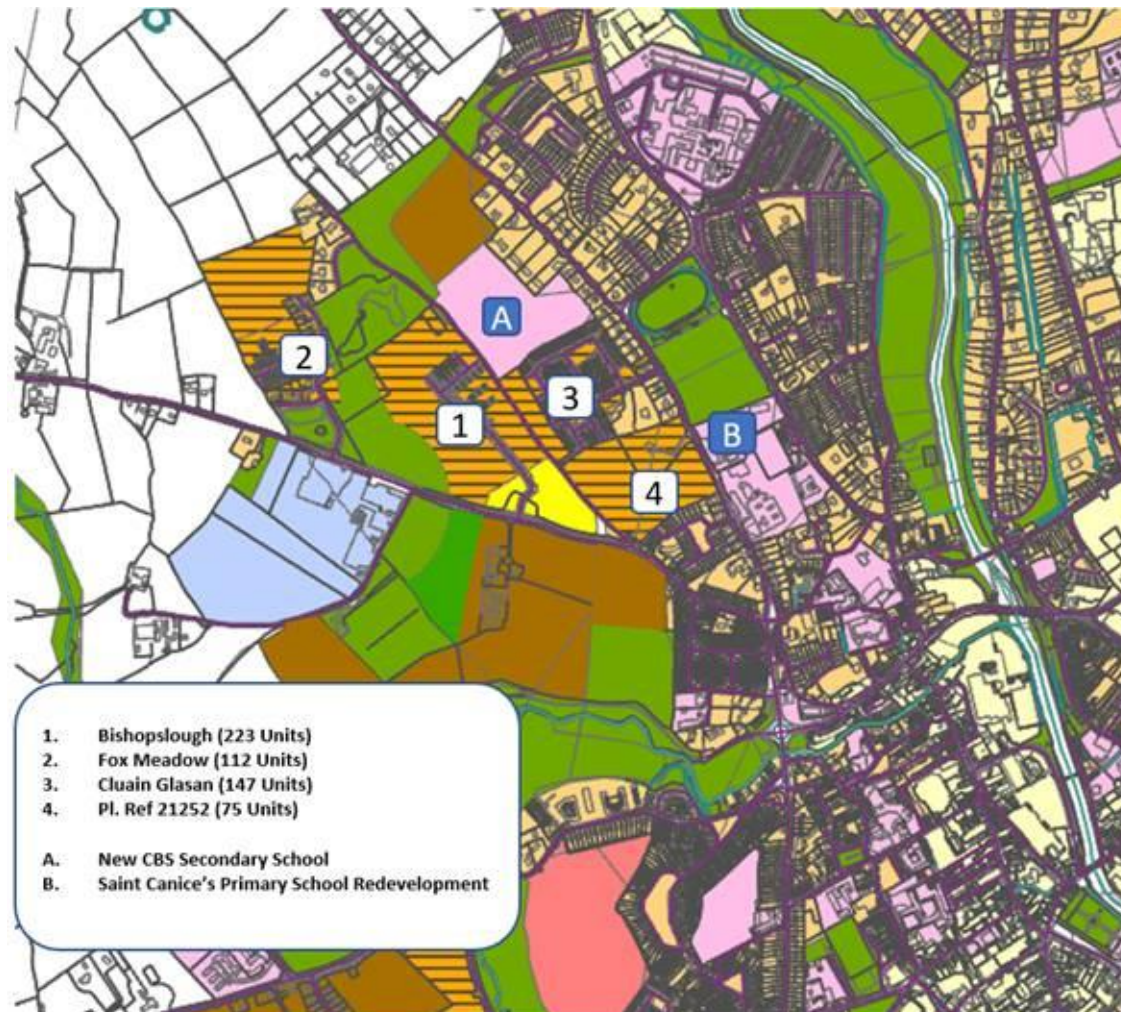 A
2
3
1
B
4
1. Bishopslough (223 Units)
2. Fox Meadow (112 Units)
3. Cluain Glasan (147 Units)
4. Pl. Ref 21252 (75 Units)
A. New CBS Secondary School
B. Saint Canice's Primary School Redevelopment